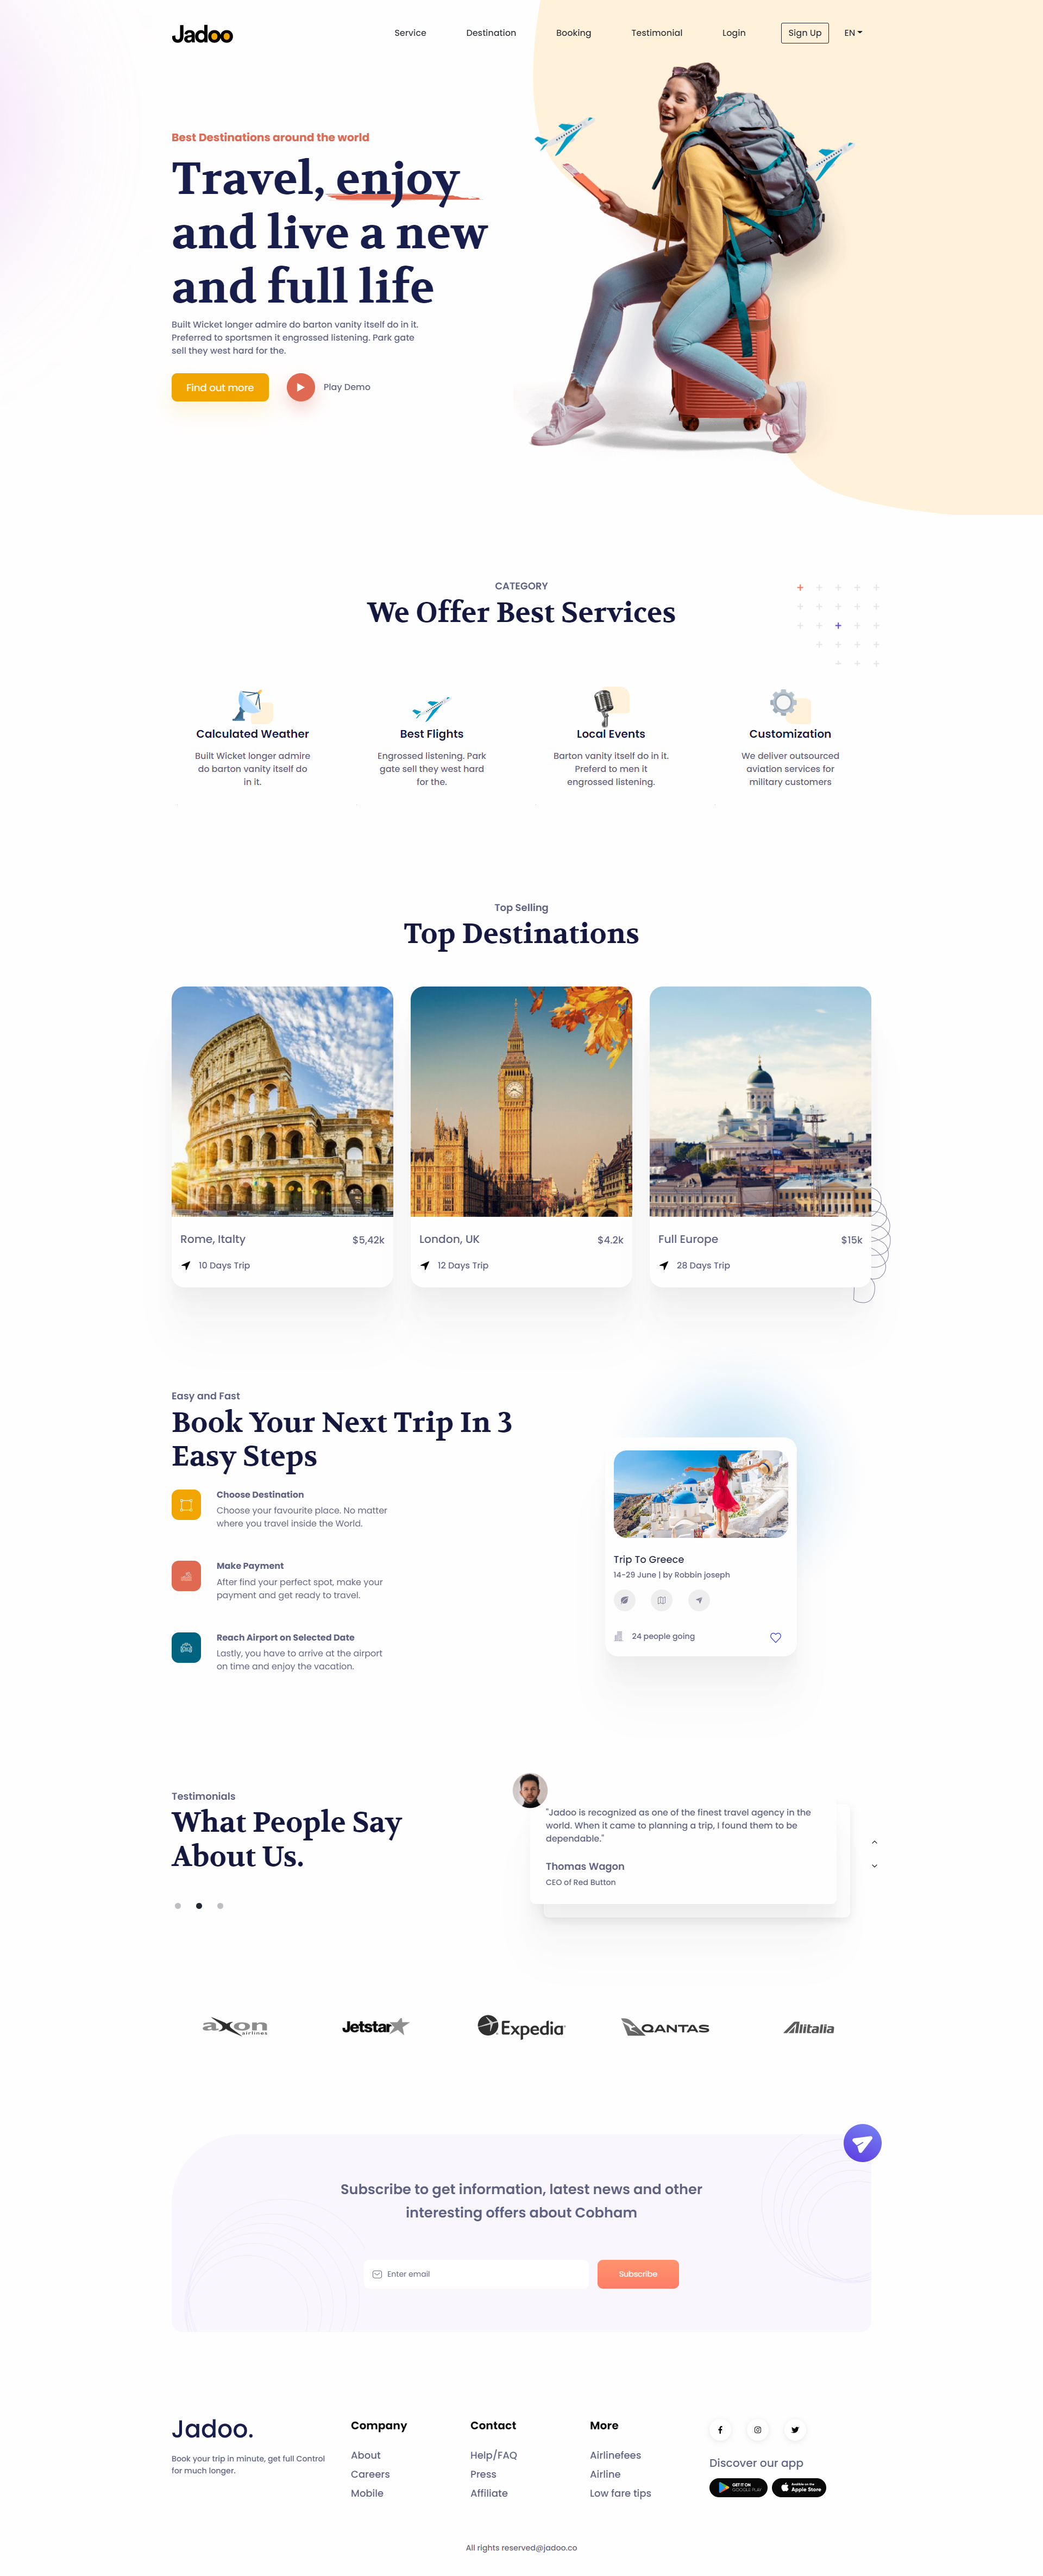 Jadoo
Service
Destination
Booking
Testimonial
Login
Sign Up
EN
Best Destinations around the world
Travel, enjoy
and live a new
and full life
Built Wicket longer admire do barton vanity itself do in it.
Preferred to sportsmen it engrossed listening. Park gate
sell they west hard for the.
Find out more
Play Demo
CATEGORY
We Offer Best Services
Calculated Weather
Built Wicket longer admire
do barton vanity itself do
in it.
Best Flights
Engrossed listening. Park
gate sell they west hard
for the.
Local Events
Barton vanity itself do in it.
Preferd to men it
engrossed listening.
Customization
We deliver outsourced
aviation services for
military customers
Top Selling
Top Destinations
Rome, Italty
$5,42k
10 Days Trip
London, UK
$4.2k
12 Days Trip
Full Europe
$15k
28 Days Trip
Easy and Fast
Book Your Next Trip In 3
Easy Steps
Choose Destination
Choose your favourite place. No matter
where you travel inside the World.
Make Payment
After find your perfect spot, make your
payment and get ready to travel.
Reach Airport on Selected Date
Lastly, you have to arrive at the airport
on time and enjoy the vacation.
Trip To Greece
14-29 June | by Robbin joseph
24 people going
Testimonials
What People Say
About Us.
"Jadoo is recognized as one of the finest travel agency in the
world. When it came to planning a trip, I found them to be
dependable."
Thomas Wagon
CEO of Red Button
axon
airlines
Jetstar
Expedia
QANTAS
Alitalia
Subscribe to get information, latest news and other
interesting offers about Cobham
Enter email
Subscribe
Jadoo.
Book your trip in minute, get full Control
for much longer.
Company
About
Careers
Mobile
Contact
Help/FAQ
Press
Affiliate
More
Airlinefees
Airline
Low fare tips
Discover our app
GET IT ON
GOOGLE PLAY
Available on the
Apple Store
All rights reserved@jadoo.co